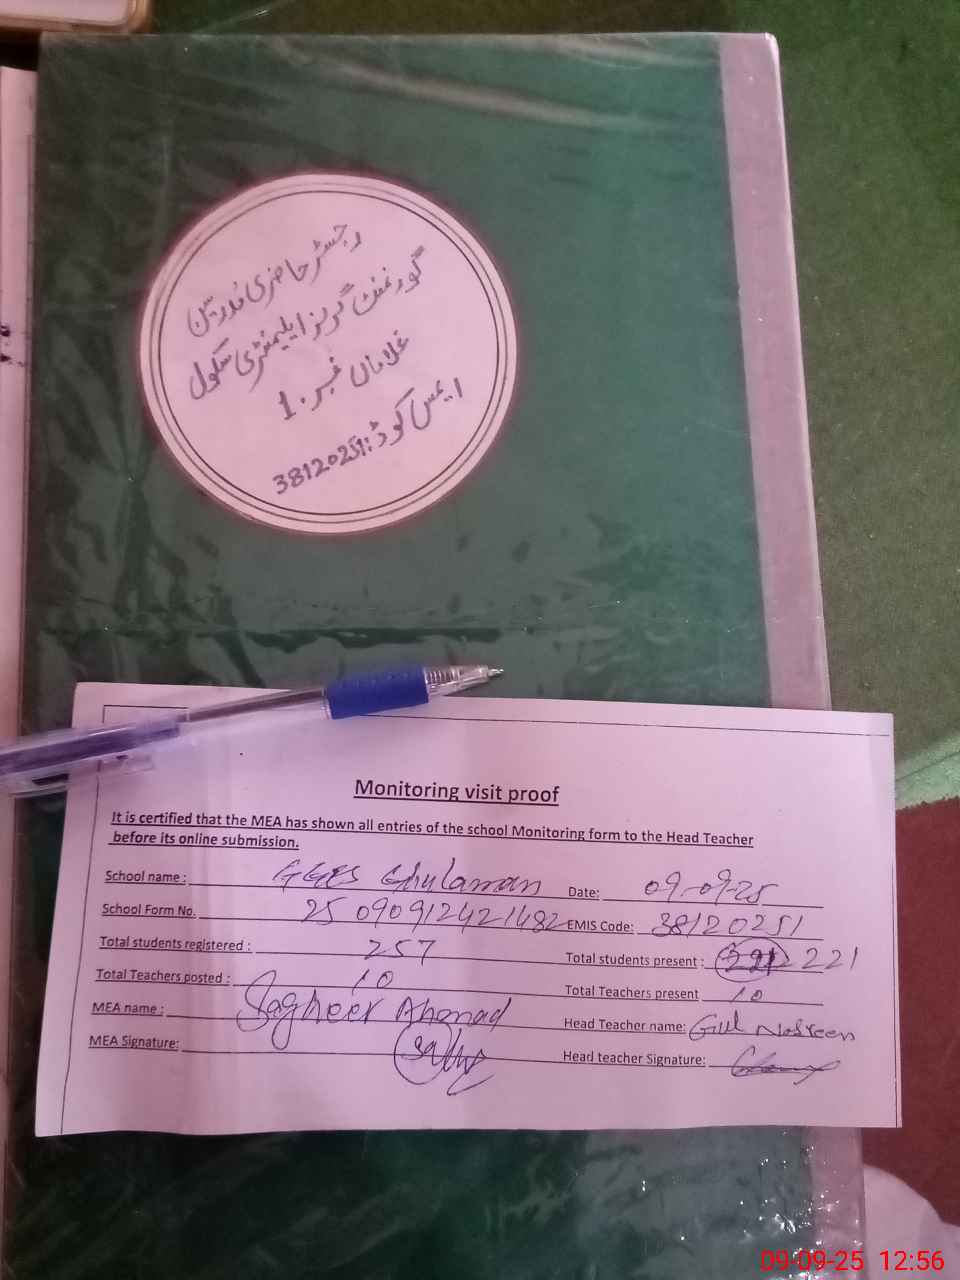 رجسٹر حاضری مدرسین
گورنمنٹ گرلز ایلیمنٹری سکول
غلاماں نمبر .1
ایمس کوڈ: 38120251
Monitoring visit proof
It is certified that the MEA has shown all entries of the school Monitoring form to the Head Teacher
before its online submission.
School name : GGES Ghulaman Date: 09-09-25
School Form No. 25090912421482 EMIS Code: 38120251
Total students registered : 257 Total students present : 221
Total Teachers posted : 10 Total Teachers present 10
MEA name : Sagheer Ahmad Head Teacher name: Gul Nasreen
MEA Signature: Head teacher Signature:
09-09-25 12:56